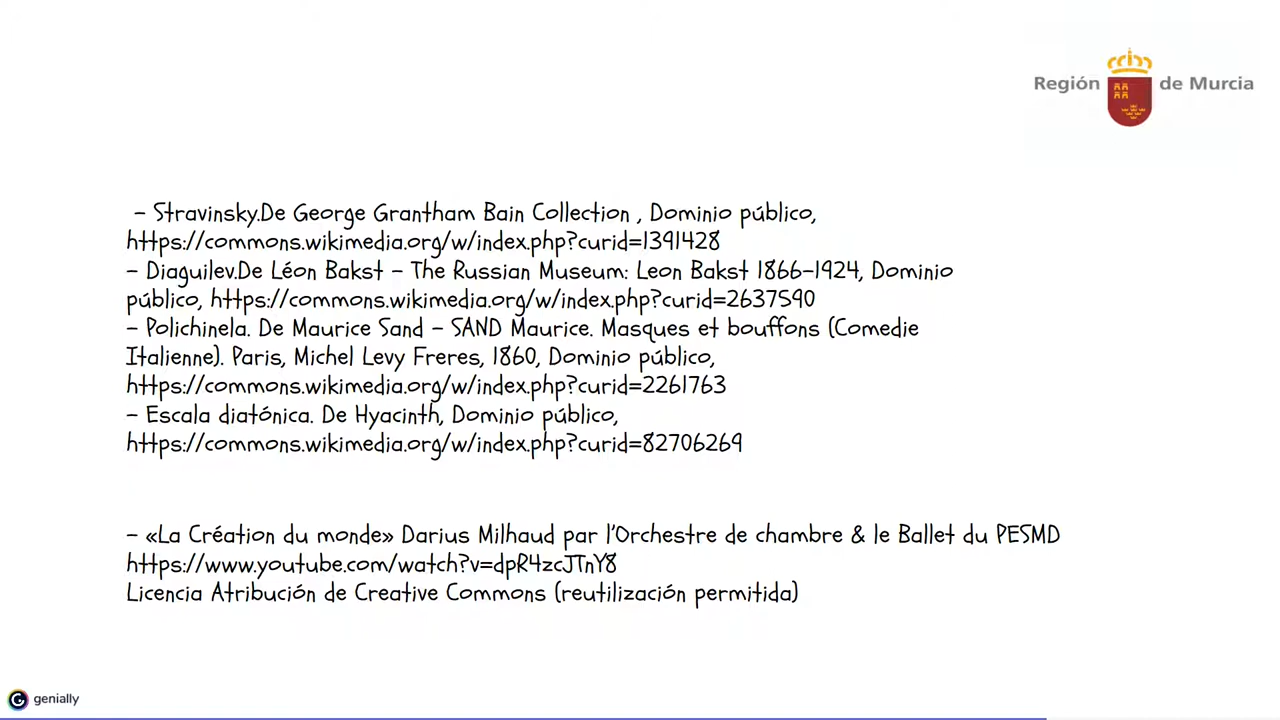 Región de Murcia
– Stravinsky.De George Grantham Bain Collection , Dominio público,
https://commons.wikimedia.org/w/index.php?curid=1391428
– Diaguilev.De Léon Bakst – The Russian Museum: Leon Bakst 1866–1924, Dominio
público, https://commons.wikimedia.org/w/index.php?curid=2637590
– Polichinela. De Maurice Sand – SAND Maurice. Masques et bouffons (Comedie
Italienne). Paris, Michel Levy Freres, 1860, Dominio público,
https://commons.wikimedia.org/w/index.php?curid=2261763
– Escala diatónica. De Hyacinth, Dominio público,
https://commons.wikimedia.org/w/index.php?curid=82706269
– «La Création du monde» Darius Milhaud par l'Orchestre de chambre & le Ballet du PESMD
https://www.youtube.com/watch?v=dpR4zcJTnY8
Licencia Atribución de Creative Commons (reutilización permitida)
genially